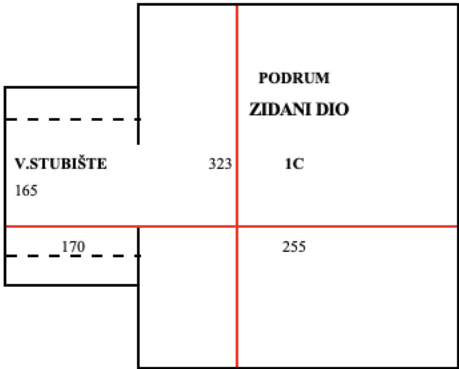 PODRUM
ZIDANI DIO
V.STUBIŠTE
323
1C
165
170
255